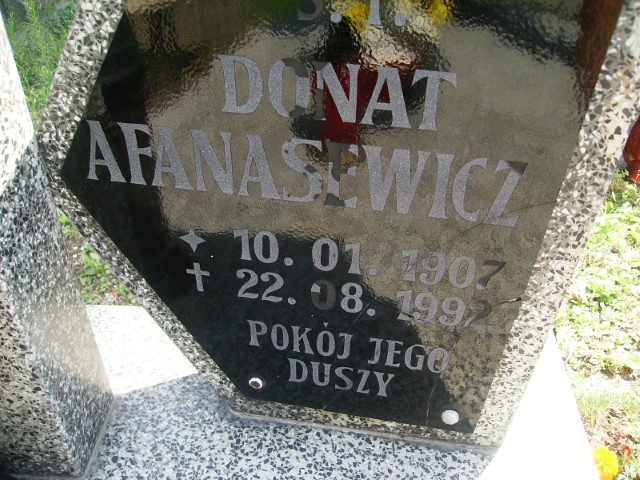 Ś. P.
DONAT
AFANASEWICZ
10. 01. 1907
22. 08. 1992
POKÓJ JEGO
DUSZY